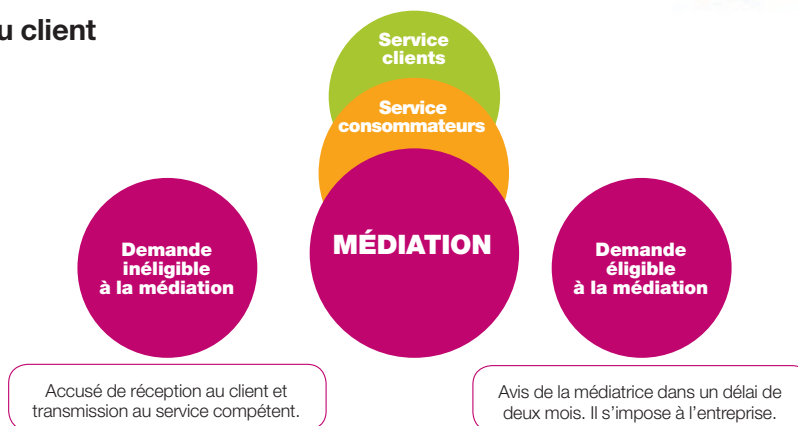 u client
Service
clients
Service
consommateurs
MÉDIATION
Demande
inéligible
à la médiation
Demande
éligible
à la médiation
Accusé de réception au client et
transmission au service compétent.
Avis de la médiatrice dans un délai de
deux mois. Il s’impose à l’entreprise.